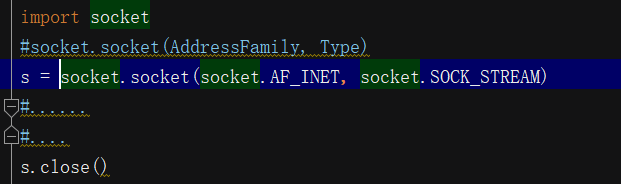 import socket
#socket.socket(AddressFamily, Type)
s = socket.socket(socket.AF_INET, socket.SOCK_STREAM)
#......
#....
s.close()